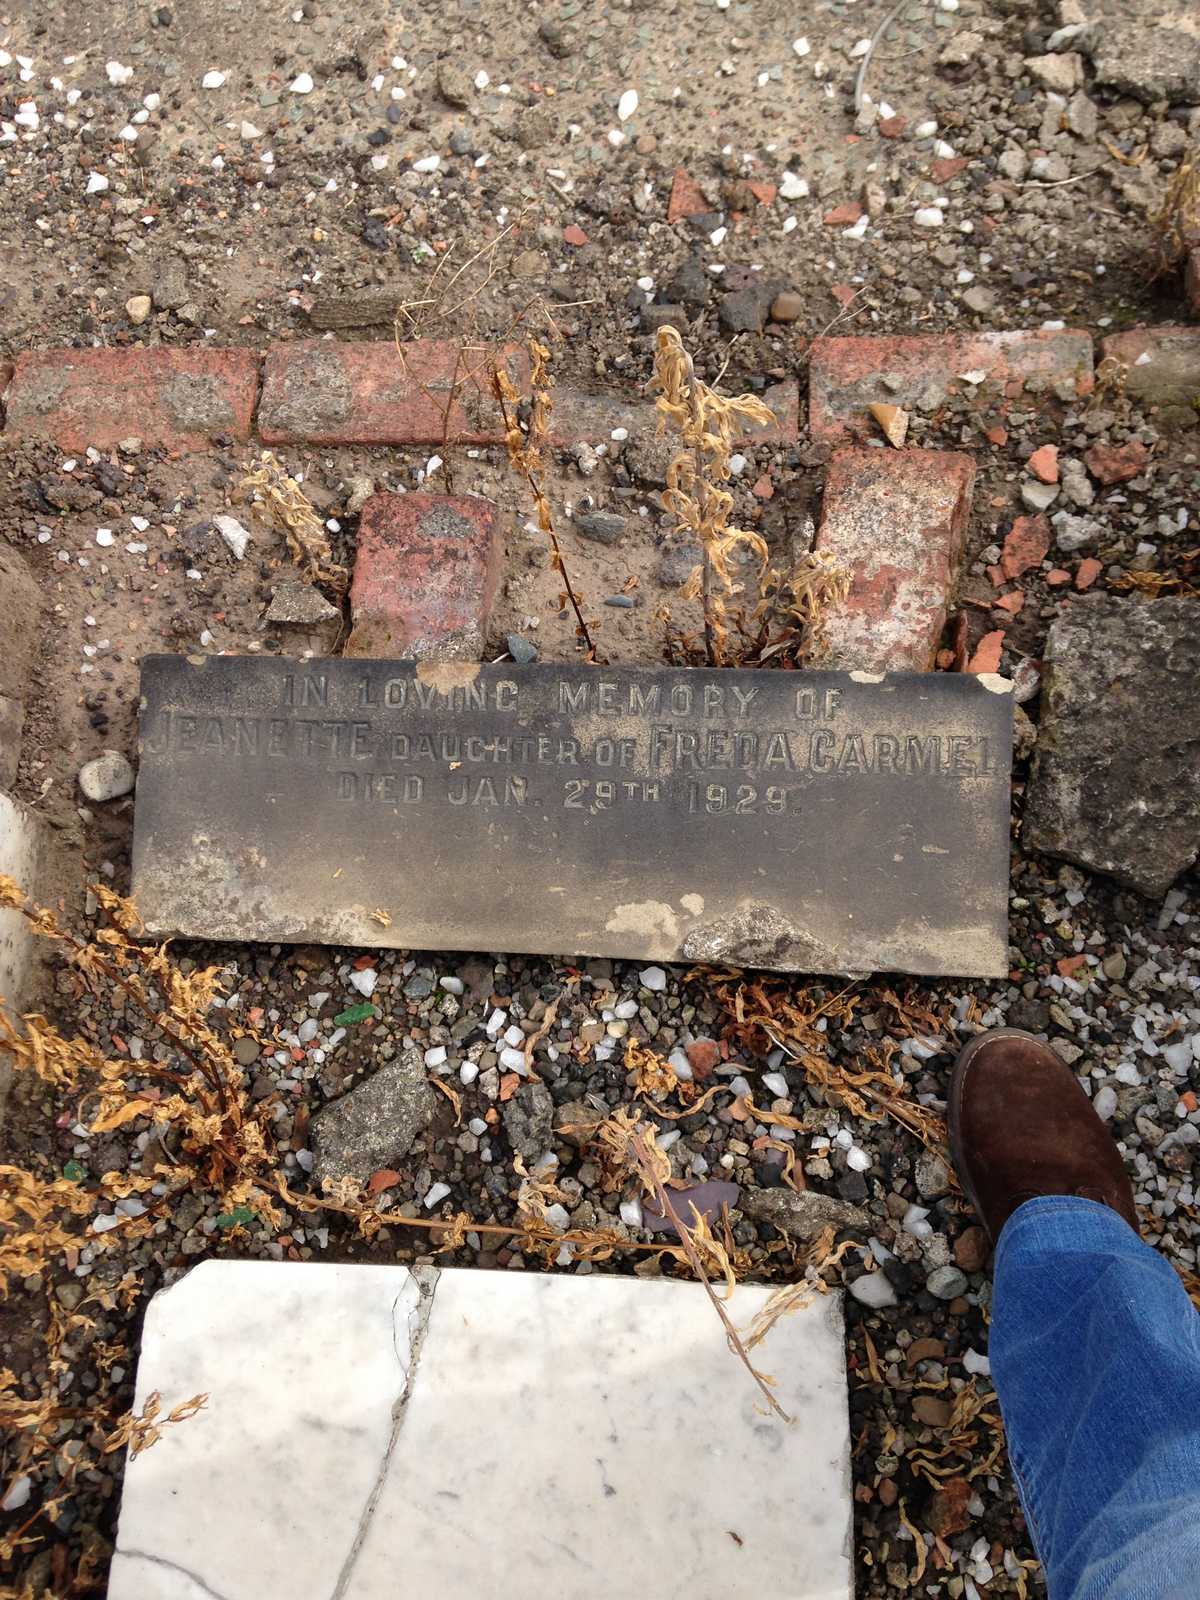 IN LOVING MEMORY OF
JEANETTE DAUGHTER OF FREDA CARMEL
DIED JAN. 29TH 1929.